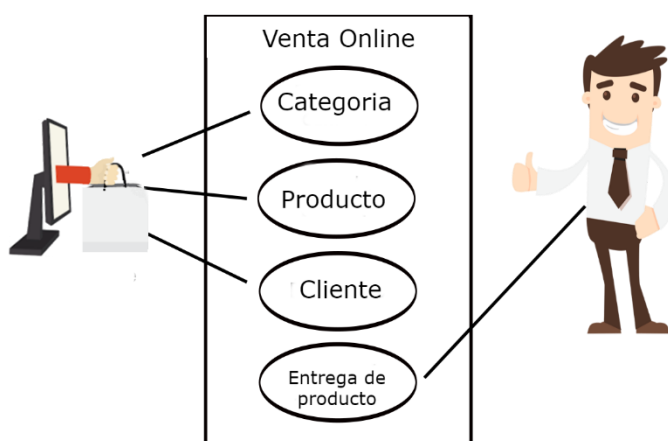 Venta Online
Categoria
Producto
Cliente
Entrega de
producto